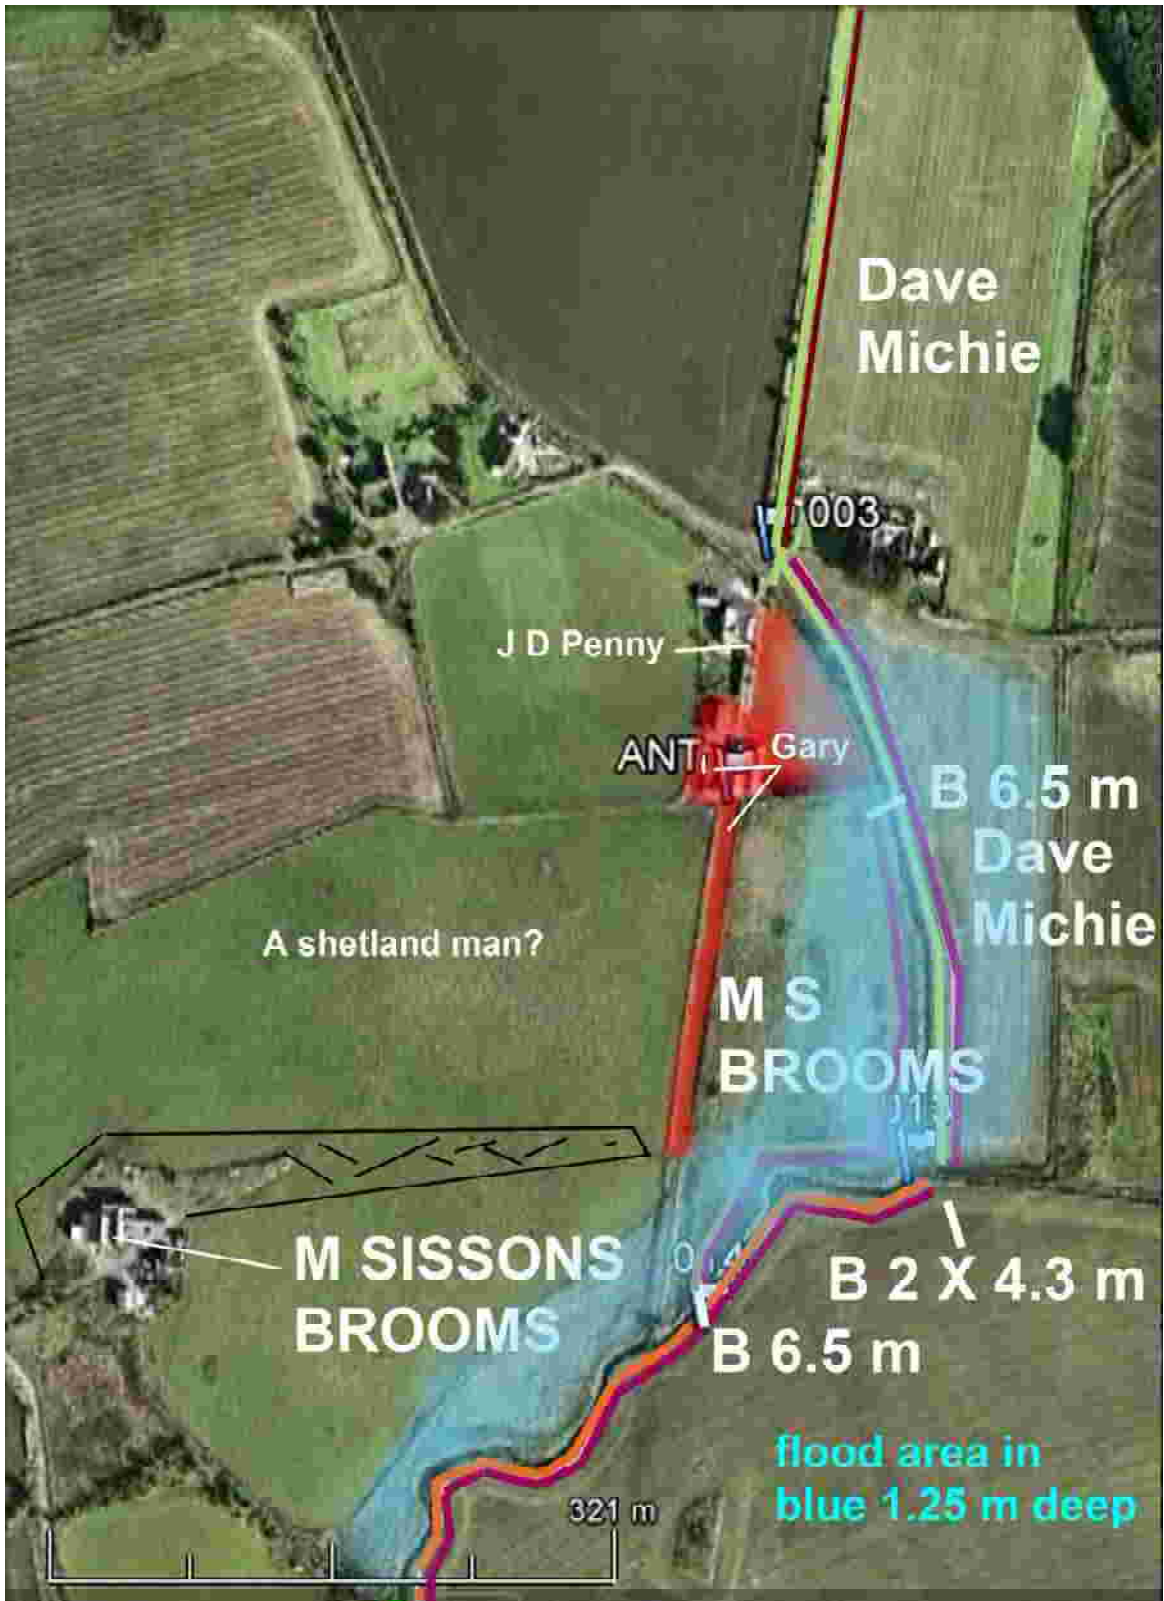 Dave
Michie
003
J D Penny
ANT
Gary
B 6.5 m
Dave
Michie
A shetland man?
M S
BROOMS
M SISSONS
BROOMS
B 2 X 4.3 m
B 6.5 m
flood area in
blue 1.25 m deep
321 m